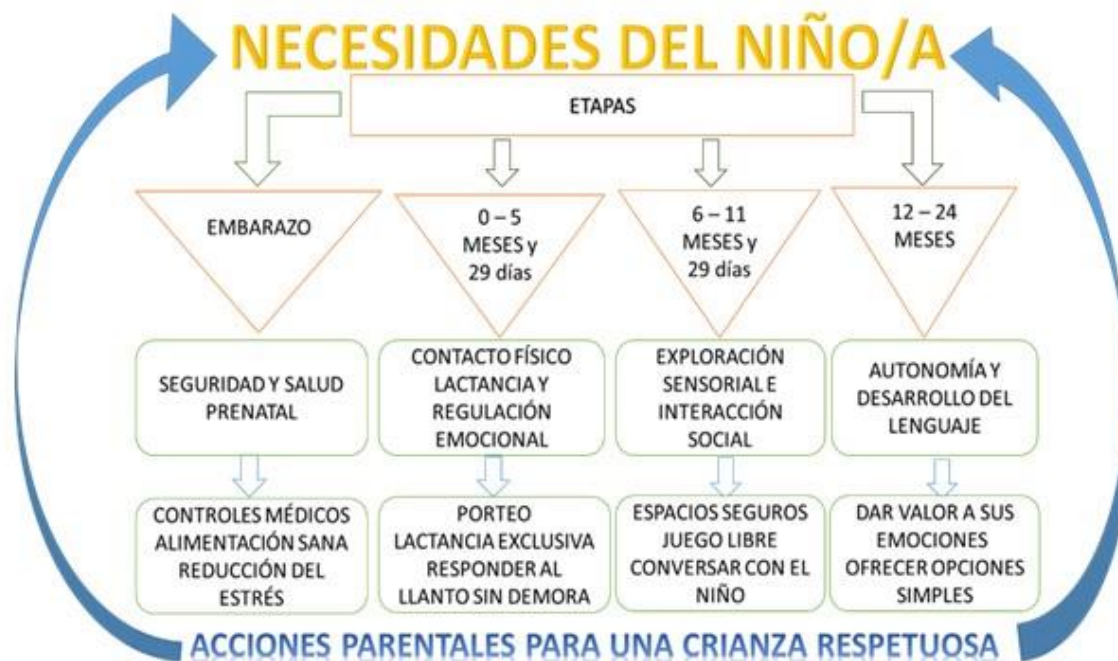 NECESIDADES DEL NIÑO/A
ETAPAS
EMBARAZO
0 – 5
MESES y
29 días
6 – 11
MESES y
29 días
12 – 24
MESES
SEGURIDAD Y SALUD
PRENATAL
CONTACTO FÍSICO
LACTANCIA Y
REGULACIÓN
EMOCIONAL
EXPLORACIÓN
SENSORIAL E
INTERACCIÓN
SOCIAL
AUTONOMÍA Y
DESARROLLO DEL
LENGUAJE
CONTROLES MÉDICOS
ALIMENTACIÓN SANA
REDUCCIÓN DEL
ESTRÉS
PORTEO
LACTANCIA EXCLUSIVA
RESPONDER AL
LLANTO SIN DEMORA
ESPACIOS SEGUROS
JUEGO LIBRE
CONVERSAR CON EL
NIÑO
DAR VALOR A SUS
EMOCIONES
OFRECER OPCIONES
SIMPLES
ACCIONES PARENTALES PARA UNA CRIANZA RESPETUOSA